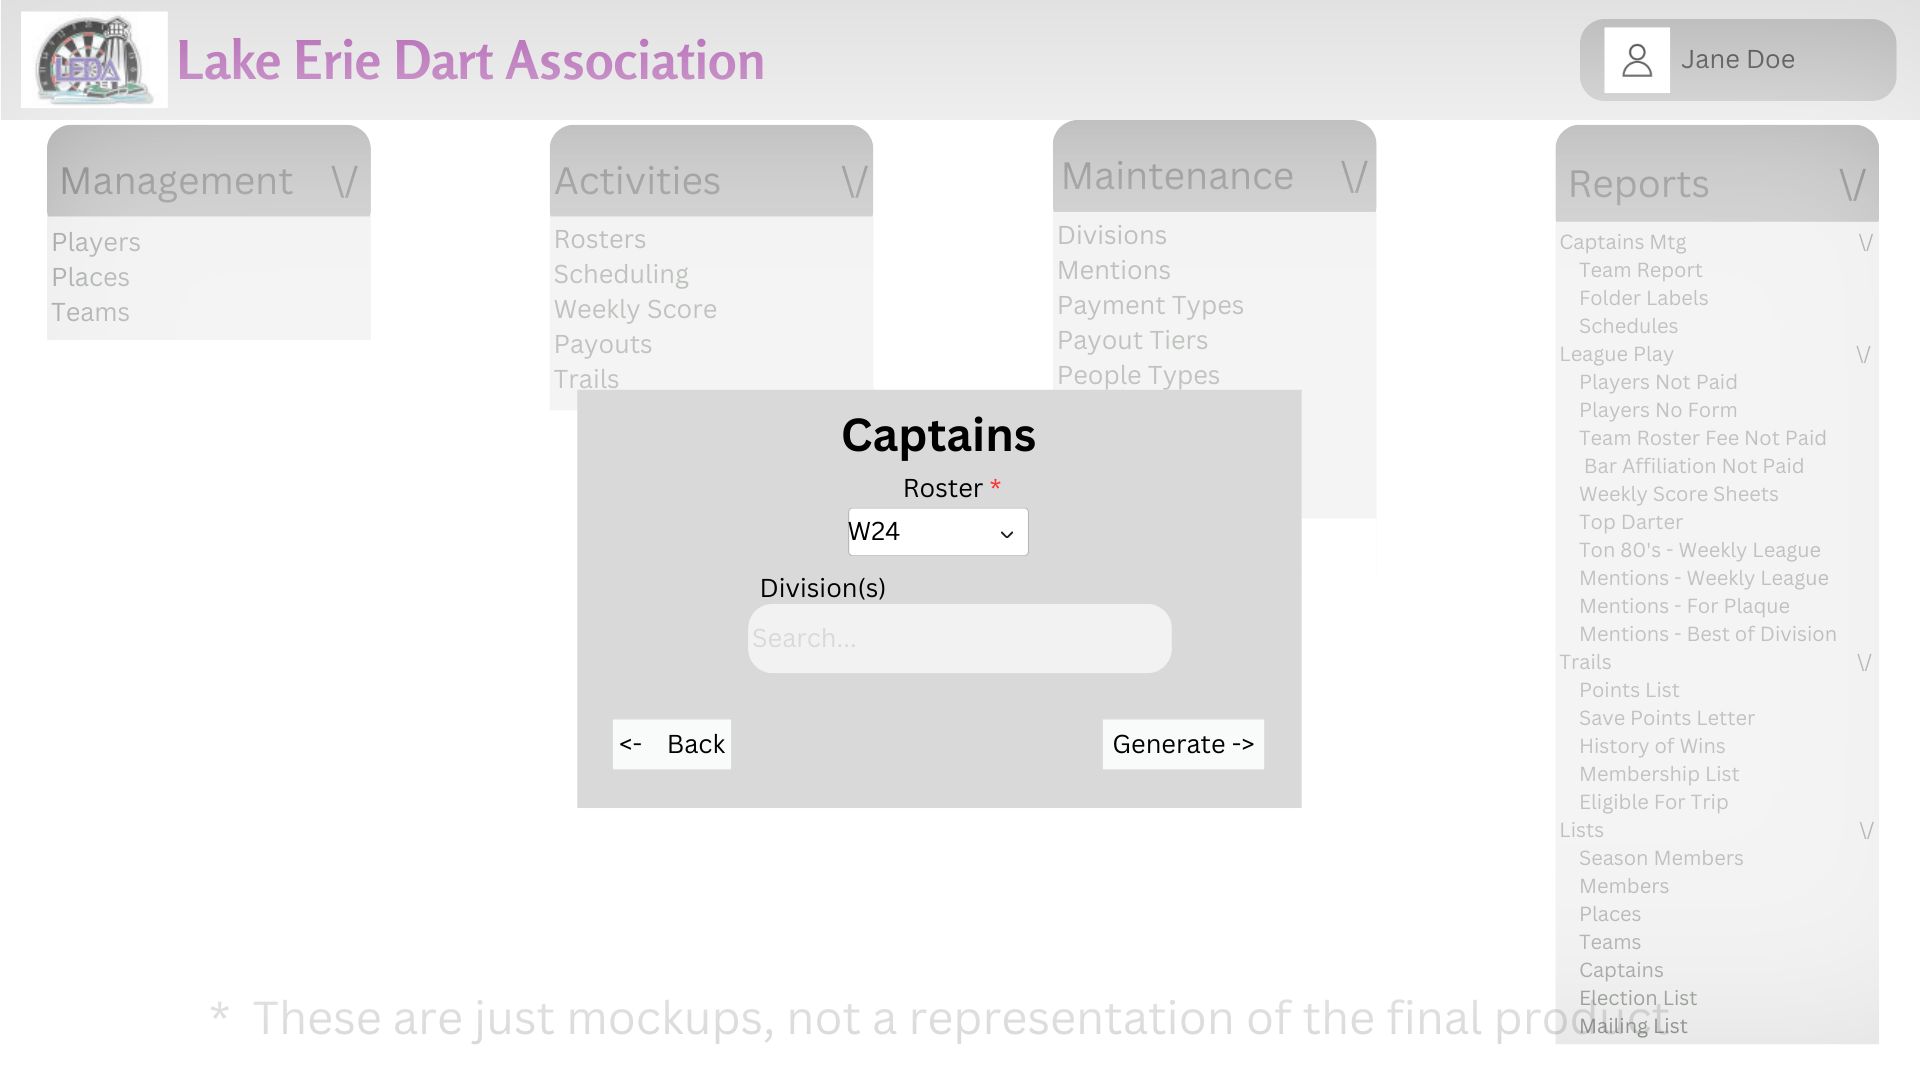 LEDA
Lake Erie Dart Association
Jane Doe
Management \/
Players
Places
Teams
Activities \/
Rosters
Scheduling
Weekly Score
Payouts
Trails
Maintenance \/
Divisions
Mentions
Payment Types
Payout Tiers
People Types
Reports \/
Captains Mtg \/
Team Report
Folder Labels
Schedules
League Play \/
Players Not Paid
Players No Form
Team Roster Fee Not Paid
Bar Affiliation Not Paid
Weekly Score Sheets
Top Darter
Ton 80's - Weekly League
Mentions - Weekly League
Mentions - For Plaque
Mentions - Best of Division
Trails \/
Points List
Save Points Letter
History of Wins
Membership List
Eligible For Trip
Lists \/
Season Members
Members
Places
Teams
Captains
Election List
Mailing List
Captains
Roster *
W24
Division(s)
Search...
<- Back
Generate ->
* These are just mockups, not a representation of the final product